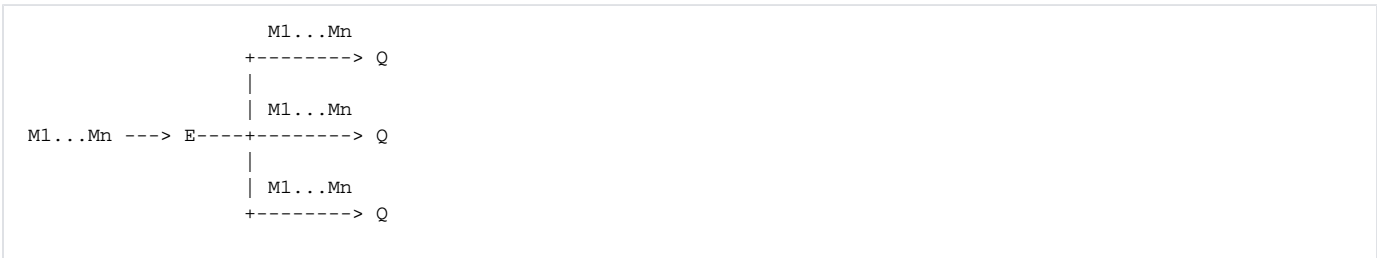 M1...Mn
                  +--------> Q
                  |
                  | M1...Mn
 M1...Mn ---> E----+--------> Q
                  |
                  | M1...Mn
                  +--------> Q